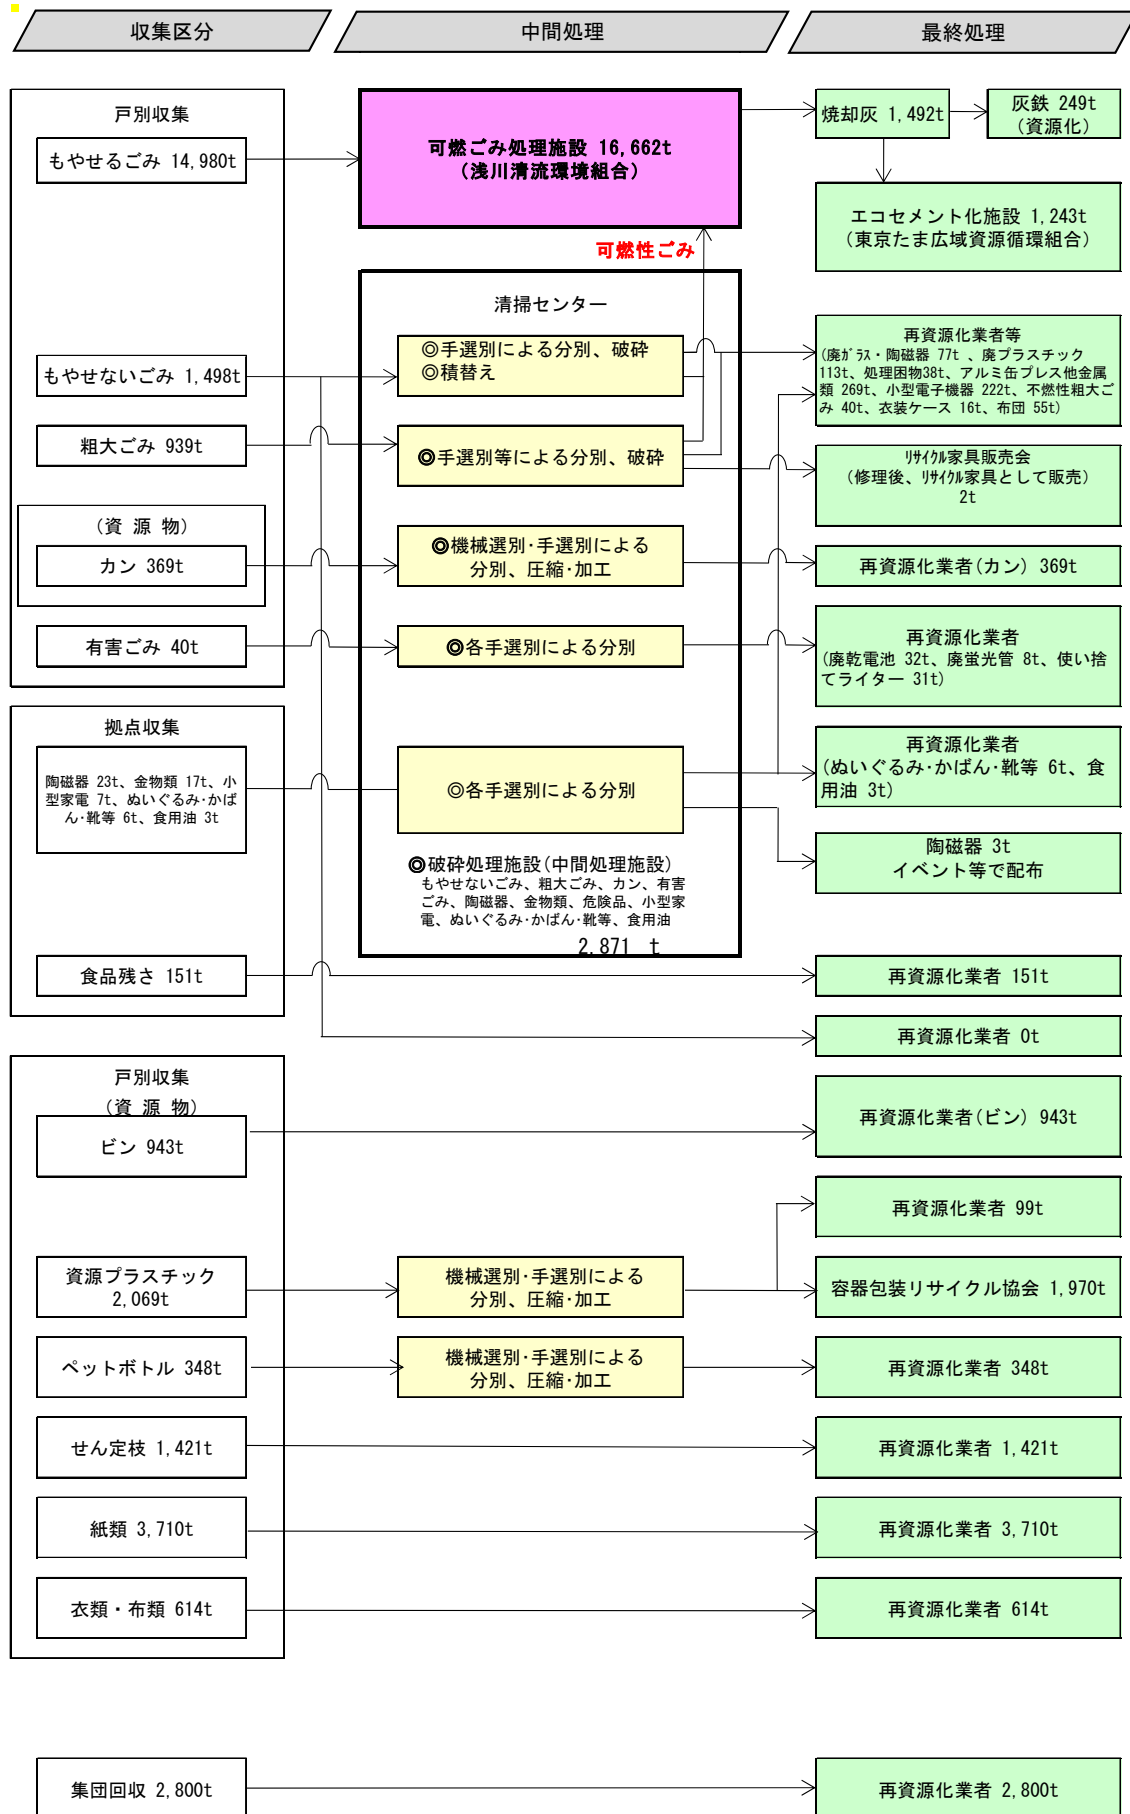 収集区分
中間処理
最終処理
戸別収集
もやせるごみ 14,980t
可燃ごみ処理施設 16,662t
(浅川清流環境組合)
焼却灰 1,492t
灰鉄 249t
(資源化)
エコセメント化施設 1,243t
(東京たま広域資源循環組合)
可燃性ごみ
清掃センター
もやせないごみ 1,498t
◎手選別による分別、破砕
◎積替え
再資源化業者等
(廃ガラス・陶磁器 77t 、廃プラスチック
113t、処理困物38t、アルミ缶プレス他金属
類 269t、小型電子機器 222t、不燃性粗大ご
み 40t、衣装ケース 16t、布団 55t)
粗大ごみ 939t
◎手選別等による分別、破砕
リサイクル家具販売会
(修理後、リサイクル家具として販売)
2t
(資 源 物)
カン 369t
◎機械選別・手選別による
分別、圧縮・加工
再資源化業者(カン) 369t
有害ごみ 40t
◎各手選別による分別
再資源化業者
(廃乾電池 32t、廃蛍光管 8t、使い捨
てライター 31t)
拠点収集
陶磁器 23t、金物類 17t、小
型家電 7t、ぬいぐるみ・かば
ん・靴等 6t、食用油 3t
◎各手選別による分別
再資源化業者
(ぬいぐるみ・かばん・靴等 6t、食
用油 3t)
陶磁器 3t
イベント等で配布
◎破砕処理施設(中間処理施設)
もやせないごみ、粗大ごみ、カン、有害
ごみ、陶磁器、金物類、危険品、小型家
電、ぬいぐるみ・かばん・靴等、食用油
2,871 t
食品残さ 151t
再資源化業者 151t
再資源化業者 0t
戸別収集
(資 源 物)
ビン 943t
再資源化業者(ビン) 943t
再資源化業者 99t
資源プラスチック
2,069t
機械選別・手選別による
分別、圧縮・加工
容器包装リサイクル協会 1,970t
ペットボトル 348t
機械選別・手選別による
分別、圧縮・加工
再資源化業者 348t
せん定枝 1,421t
再資源化業者 1,421t
紙類 3,710t
再資源化業者 3,710t
衣類・布類 614t
再資源化業者 614t
集団回収 2,800t
再資源化業者 2,800t